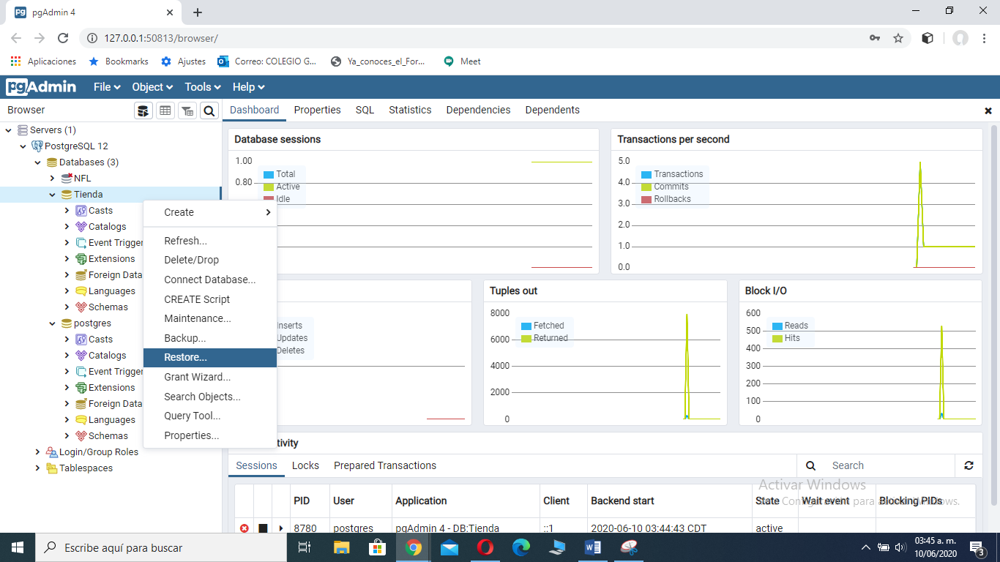 pgAdmin 4
127.0.0.1:50813/browser/
Aplicaciones Bookmarks Ajustes Correo: COLEGIO G... Ya_conoces_el_For... Meet
pgAdmin File Object Tools Help
Browser
Dashboard Properties SQL Statistics Dependencies Dependents
Servers (1)
PostgreSQL 12
Databases (3)
NFL
Tienda
Casts
Catalogs
Event Trigger
Extensions
Foreign Data
Languages
Schemas
postgres
Casts
Catalogs
Event Trigger
Extensions
Foreign Data
Languages
Schemas
Login/Group Roles
Tablespaces
Create
Refresh...
Delete/Drop
Connect Database...
CREATE Script
Maintenance...
Backup...
Restore...
Grant Wizard...
Search Objects...
Query Tool...
Properties...
Database sessions
1.00
0.80
Total
Active
Idle
Transactions per second
5.0
4.0
3.0
2.0
1.0
0.0
Transactions
Commits
Rollbacks
Inserts
Updates
Deletes
Tuples out
8000
6000
4000
2000
0
Fetched
Returned
Block I/O
600
500
400
300
200
100
0
Reads
Hits
tivity
Sessions Locks Prepared Transactions Search
Activar Windows
PID User Application Client Backend start State Wait event Blocking PIDs
8780 postgres pgAdmin 4 - DB:Tienda ::1 2020-06-10 03:44:43 CDT active
Escribe aquí para buscar
03:45 a. m.
10/06/2020
3